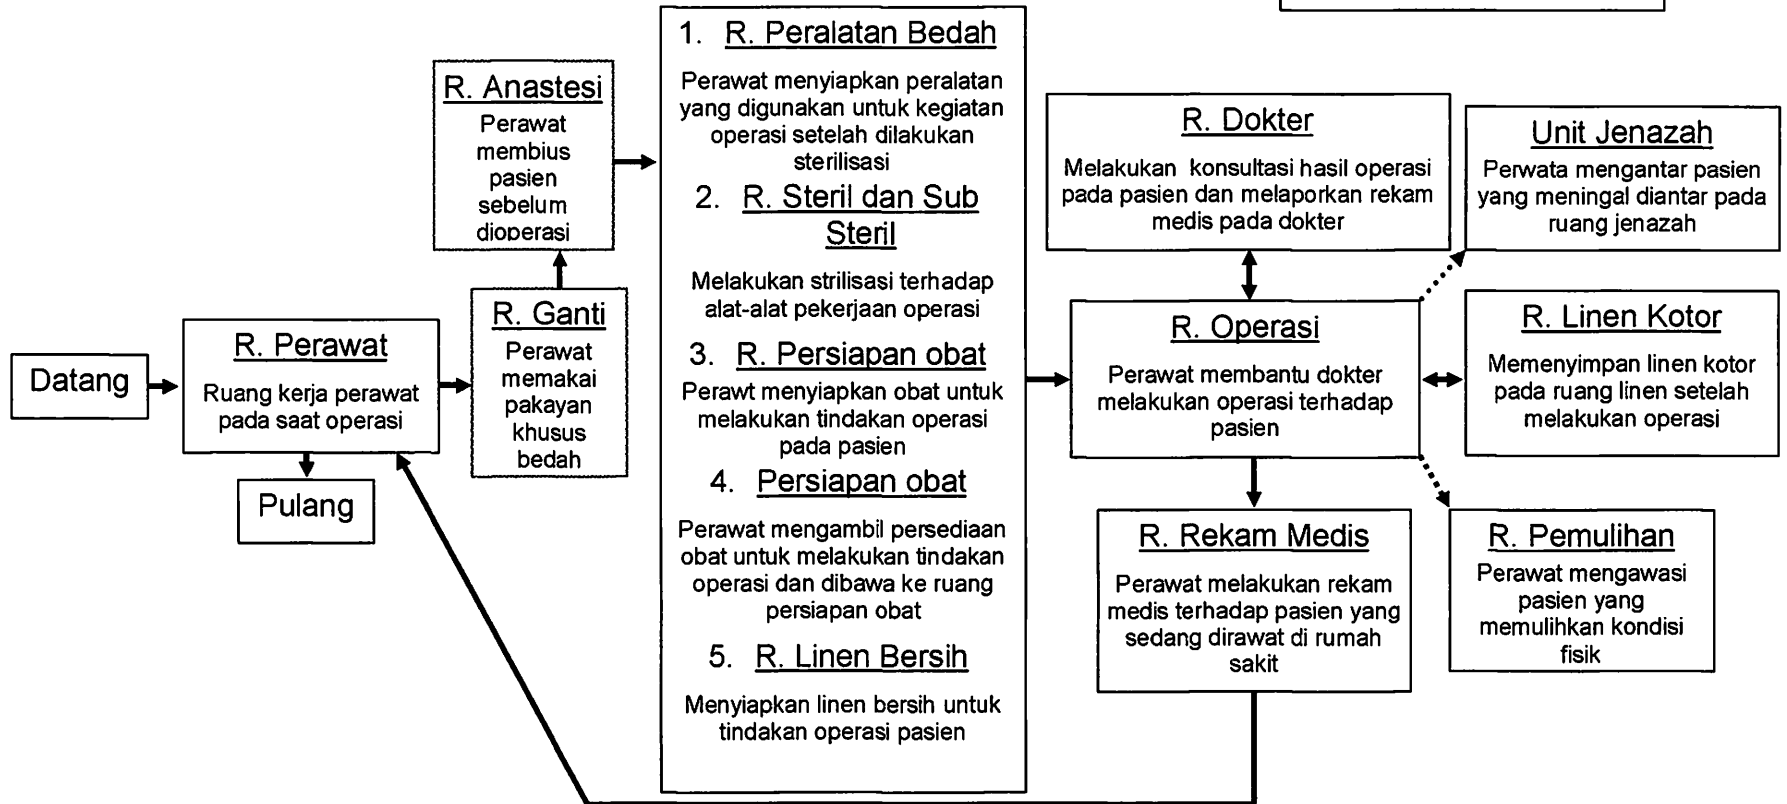 Datang
R. Perawat
Ruang kerja perawat
pada saat operasi
Pulang
R. Ganti
Perawat
memakai
pakayan
khusus
bedah
R. Anastesi
Perawat
membius
pasien
sebelum
dioperasi
1. R. Peralatan Bedah
Perawat menyiapkan peralatan
yang digunakan untuk kegiatan
operasi setelah dilakukan
sterilisasi
2. R. Steril dan Sub
Steril
Melakukan strilisasi terhadap
alat-alat pekerjaan operasi
3. R. Persiapan obat
Perawt menyiapkan obat untuk
melakukan tindakan operasi
pada pasien
4. Persiapan obat
Perawat mengambil persediaan
obat untuk melakukan tindakan
operasi dan dibawa ke ruang
persiapan obat
5. R. Linen Bersih
Menyiapkan linen bersih untuk
tindakan operasi pasien
R. Dokter
Melakukan konsultasi hasil operasi
pada pasien dan melaporkan rekam
medis pada dokter
R. Operasi
Perawat membantu dokter
melakukan operasi terhadap
pasien
R. Rekam Medis
Perawat melakukan rekam
medis terhadap pasien yang
sedang dirawat di rumah
sakit
Unit Jenazah
Perwata mengantar pasien
yang meningal diantar pada
ruang jenazah
R. Linen Kotor
Memenyimpan linen kotor
pada ruang linen setelah
melakukan operasi
R. Pemulihan
Perawat mengawasi
pasien yang
memulihkan kondisi
fisik